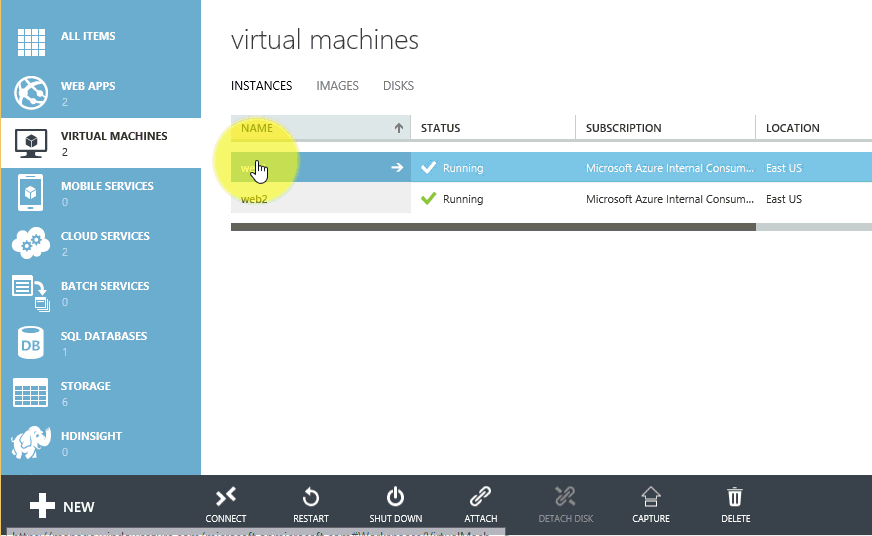 ALL ITEMS
WEB APPS
2
VIRTUAL MACHINES
2
MOBILE SERVICES
0
CLOUD SERVICES
2
BATCH SERVICES
0
DB
SQL DATABASES
1
STORAGE
6
HDINSIGHT
0
virtual machines
INSTANCES IMAGES DISKS
NAME STATUS SUBSCRIPTION LOCATION
Running Microsoft Azure Internal Consum... East US
web2 Running Microsoft Azure Internal Consum... East US
NEW
CONNECT RESTART SHUT DOWN ATTACH DETACH DISK CAPTURE DELETE